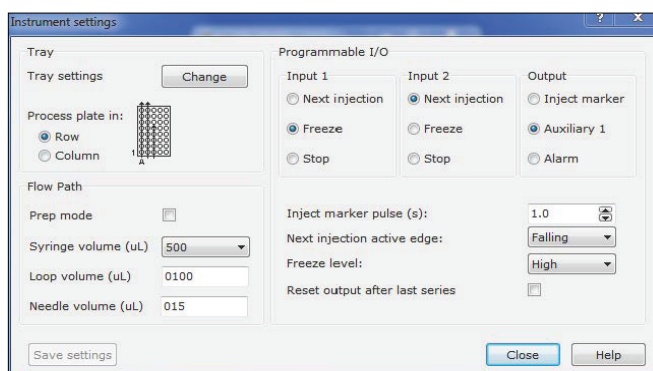 Instrument settings
? X
Tray
Tray settings Change
Process plate in:
Row
Column
1
A
Flow Path
Prep mode
Syringe volume (uL) 500
Loop volume (uL) 0100
Needle volume (uL) 015
Programmable I/O
Input 1
Next injection
Freeze
Stop
Input 2
Next injection
Freeze
Stop
Output
Inject marker
Auxiliary 1
Alarm
Inject marker pulse (s): 1.0
Next injection active edge: Falling
Freeze level: High
Reset output after last series
Save settings
Close
Help